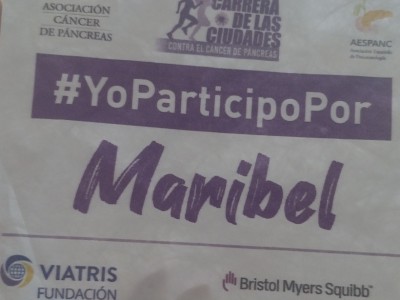 ASOCIACIÓN
CÁNCER
DE PÁNCREAS
CARRERA
DE LAS
CIUDADES
CONTRA EL CÁNCER DE PÁNCREAS
AESPANC
#YoParticipoPor
Maribel
VIATRIS
FUNDACIÓN
Bristol Myers Squibb™